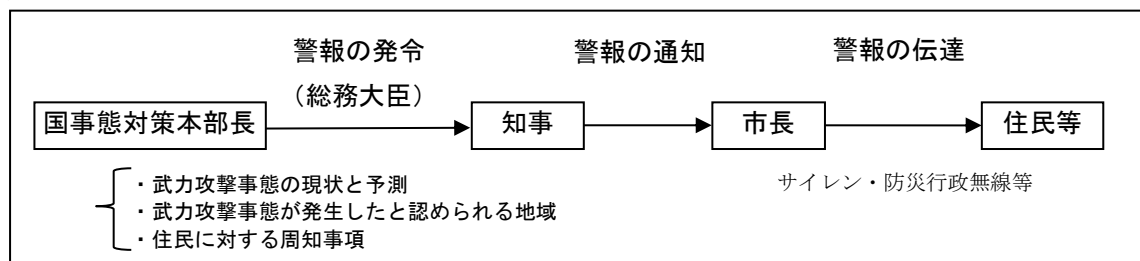 警報の発令 警報の通知 警報の伝達
（総務大臣）
国事態対策本部長 知事 市長 住民等
・武力攻撃事態の現状と予測
サイレン・防災行政無線等
・武力攻撃事態が発生したと認められる地域
・住民に対する周知事項